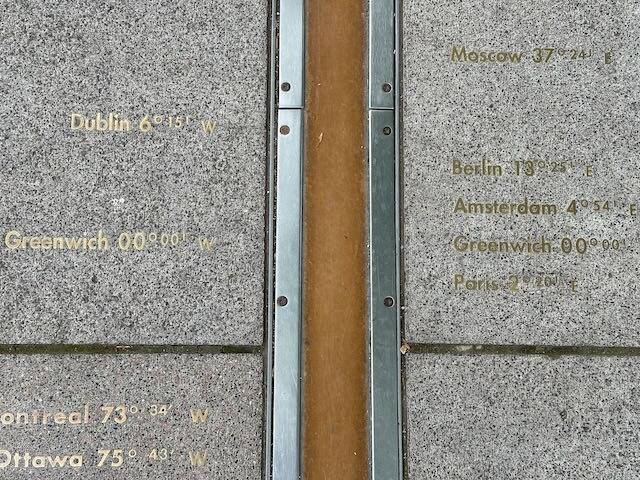 Dublin 6° 15' W
Greenwich 00° 00' W
ontreal 73° 34' W
Ottawa 75° 43' W
Moscow 37° 24' E
Berlin 13° 25' E
Amsterdam 4° 54' E
Greenwich 00° 00'
Paris 2° 20' E